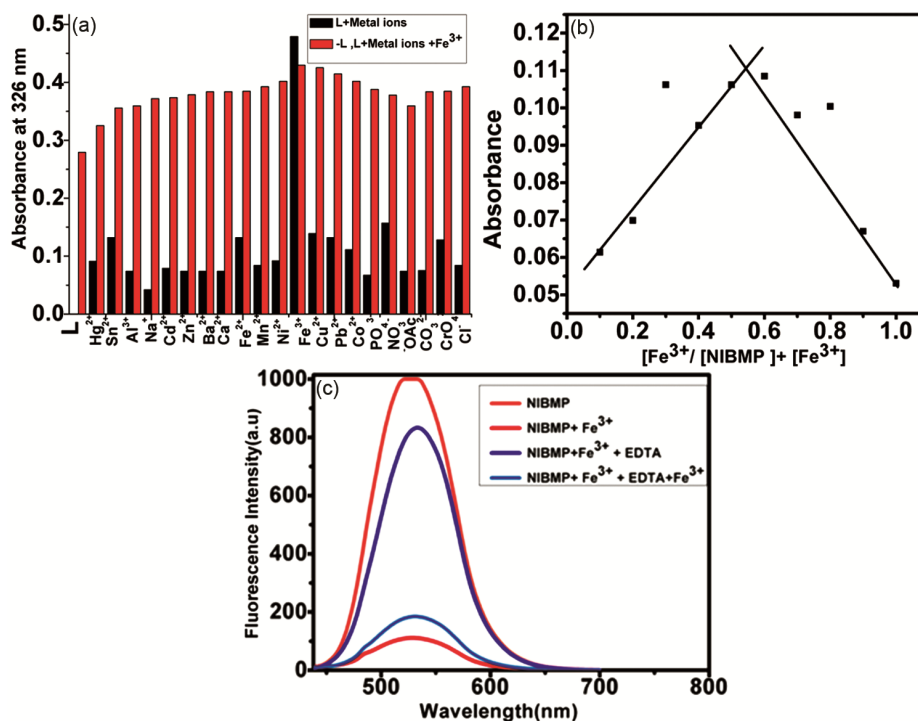 (a)
L+Metal ions
-L ,L+Metal ions +Fe3+
Absorbance at 326 nm
0.5
0.4
0.3
0.2
0.1
0.0
L
Hg2+
Sn2+
Al3+
Na+
Cd2+
Zn2+
Ba2+
Ca2+
Fe2+
Mn2+
Ni2+
Fe3+
Cu2+
Pb2+
Co2+
PO43-
NO3-
-OAc
CO32-
CrO4
Cl-
(b)
Absorbance
0.12
0.11
0.10
0.09
0.08
0.07
0.06
0.05
0.0 0.2 0.4 0.6 0.8 1.0
[Fe3+/ [NIBMP ]+ [Fe3+]
(c)
NIBMP
NIBMP+ Fe3+
NIBMP+Fe3+ + EDTA
NIBMP+ Fe3+ + EDTA+Fe3+
Fluorescence Intensity(a.u)
1000
800
600
400
200
0
500 600 700 800
Wavelength(nm)